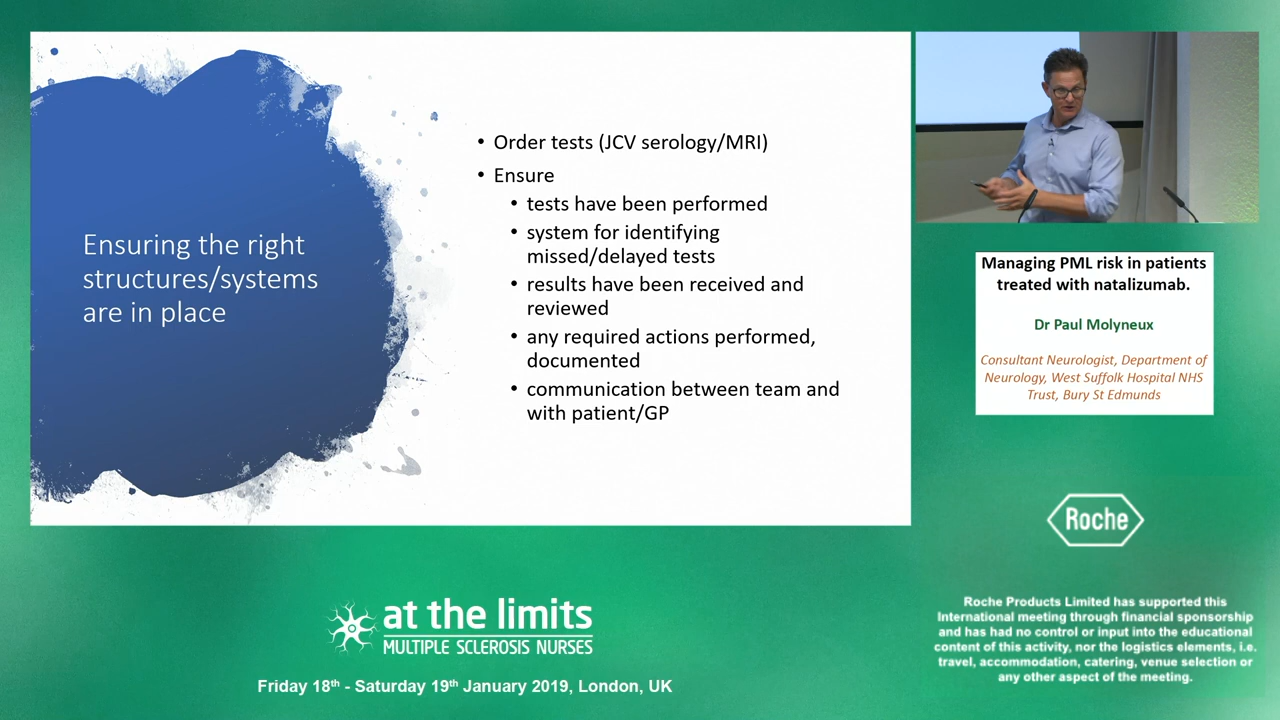 Ensuring the right
structures/systems
are in place
• Order tests (JCV serology/MRI)
• Ensure
• tests have been performed
• system for identifying
missed/delayed tests
• results have been received and
reviewed
• any required actions performed,
documented
• communication between team and
with patient/GP
Managing PML risk in patients
treated with natalizumab.
Dr Paul Molyneux
Consultant Neurologist, Department of
Neurology, West Suffolk Hospital NHS
Trust, Bury St Edmunds
Roche
Roche Products Limited has supported this
International meeting through financial sponsorship
and has had no control or input into the educational
content of this activity, nor the logistics elements, i.e.
travel, accommodation, catering, venue selection or
any other aspect of the meeting.
at the limits
MULTIPLE SCLEROSIS NURSES
Friday 18th - Saturday 19th January 2019, London, UK